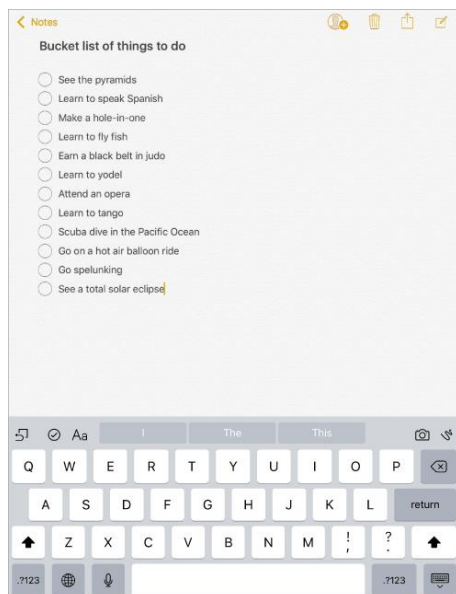 Notes
Bucket list of things to do
See the pyramids
Learn to speak Spanish
Make a hole-in-one
Learn to fly fish
Earn a black belt in judo
Learn to yodel
Attend an opera
Learn to tango
Scuba dive in the Pacific Ocean
Go on a hot air balloon ride
Go spelunking
See a total solar eclipse
Aa I The This
Q W E R T Y U I O P
A S D F G H J K L return
Z X C V B N M ! , ? .
.?123 .?123